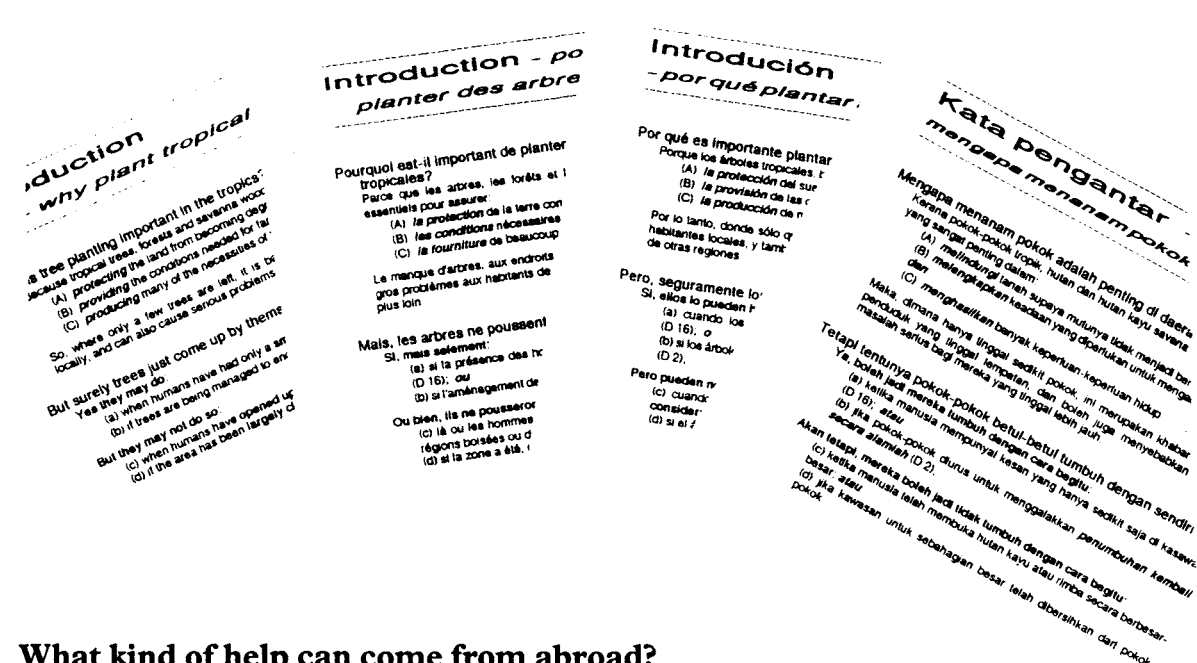 why plant tropical
tree planting important in the tropics?
tropical trees, forests and savanna
(A) protecting the land from becoming
(B) providing the conditions needed for
(C) producing many of the necessities of
So, where only a few trees are left, it is
locally, and can also cause serious problems
But surely trees just come up by
Yes they may do
(a) when humans have had only a
(b) if trees are being managed to
But they may not do so:
(c) when humans have opened
(d) if the area has been largely
Introduction - po
planter des arbre
Pourquoi est-il important de planter
tropicales?
Parce que les arbres, les forêts et l
essentiels pour assurer:
(A) la protection de la terre con
(B) les conditions nécessaires
(C) la fourniture de beaucoup
Le manque d'arbres, aux endroits
gros problèmes aux habitants de
plus loin
Mais, les arbres ne poussent
Si, mais selement:
(a) si la présence des
(D 16); ou
(b) si l'aménagement de
Ou bien, ils ne pousseron
(c) là ou les hommes
régions boisées ou d
(d) si la zone a été,
Introdución
- por qué plantar
Por qué es importante plantar
Porque los árboles tropicales,
(A) la protección del sue
(B) la provisión de las
(C) la producción de
Por lo tanto, donde sólo
habitantes locales, y
de otras regiones
Pero, seguramente lo
Si, ellos lo pueden
(a) cuando los
(D 16); o
(b) si los árbol
(D 2),
Pero pueden
(c) cuando
consider
(d) si el
Kata pengantar -
mengapa menanam pokok
Mengapa menanam pokok adalah penting di daera
Kerana pokok-pokok tropik, hutan dan hutan kayu savana
yang sangat penting dalam:
(A) melindungi tanah supaya mutunya tidak menjadi
(B) melengkapkan keadaan yang diperlukan untuk
dan
(C) menghasilkan banyak keperluan-keperluan hidup
Maka, dimana hanya tinggal sedikit pokok, ini merupakan khabar
penduduk yang tinggal tempatan, dan boleh juga menyebabkan
masalah serius bagi mereka yang tinggal lebih jauh
Tetapi tentunya pokok-pokok betul-betul tumbuh dengan sendiri
Ya, boleh jadi mereka tumbuh dengan cara begitu:
(a) ketika manusia mempunyai kesan yang hanya sedikit saja di
(D 16); atau
(b) jika pokok-pokok diurus untuk menggalakkan penumbuhan kembali
secara alamiah (D 2).
Akan tetapi, mereka boleh jadi tidak tumbuh dengan cara begitu:
(c) ketika manusia telah membuka hutan kayu atau rimba secara berbesar-
besar, atau
(d) jika kawasan untuk sebahagian besar telah dibersihkan dari pokok-
pokok
What kind of help can come from abroad?